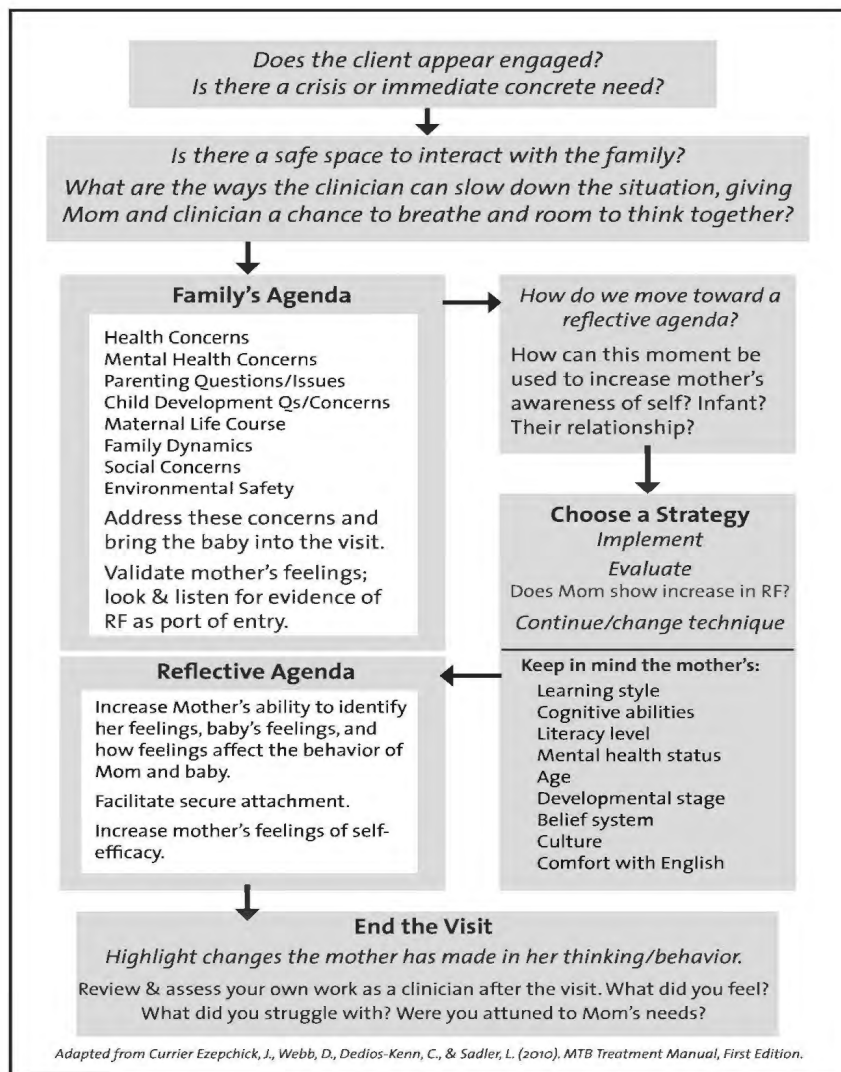 Does the client appear engaged?
Is there a crisis or immediate concrete need?
Is there a safe space to interact with the family?
What are the ways the clinician can slow down the situation, giving
Mom and clinician a chance to breathe and room to think together?
Family's Agenda
Health Concerns
Mental Health Concerns
Parenting Questions/Issues
Child Development Qs/Concerns
Maternal Life Course
Family Dynamics
Social Concerns
Environmental Safety
Address these concerns and
bring the baby into the visit.
Validate mother's feelings;
look & listen for evidence of
RF as port of entry.
How do we move toward a
reflective agenda?
How can this moment be
used to increase mother's
awareness of self? Infant?
Their relationship?
Choose a Strategy
Implement
Evaluate
Does Mom show increase in RF?
Continue/change technique
Keep in mind the mother's:
Learning style
Cognitive abilities
Literacy level
Mental health status
Age
Developmental stage
Belief system
Culture
Comfort with English
Reflective Agenda
Increase Mother's ability to identify
her feelings, baby's feelings, and
how feelings affect the behavior of
Mom and baby.
Facilitate secure attachment.
Increase mother's feelings of self-
efficacy.
End the Visit
Highlight changes the mother has made in her thinking/behavior.
Review & assess your own work as a clinician after the visit. What did you feel?
What did you struggle with? Were you attuned to Mom's needs?
Adapted from Currier Ezepchick, J., Webb, D., Dedios-Kenn, C., & Sadler, L. (2010). MTB Treatment Manual, First Edition.